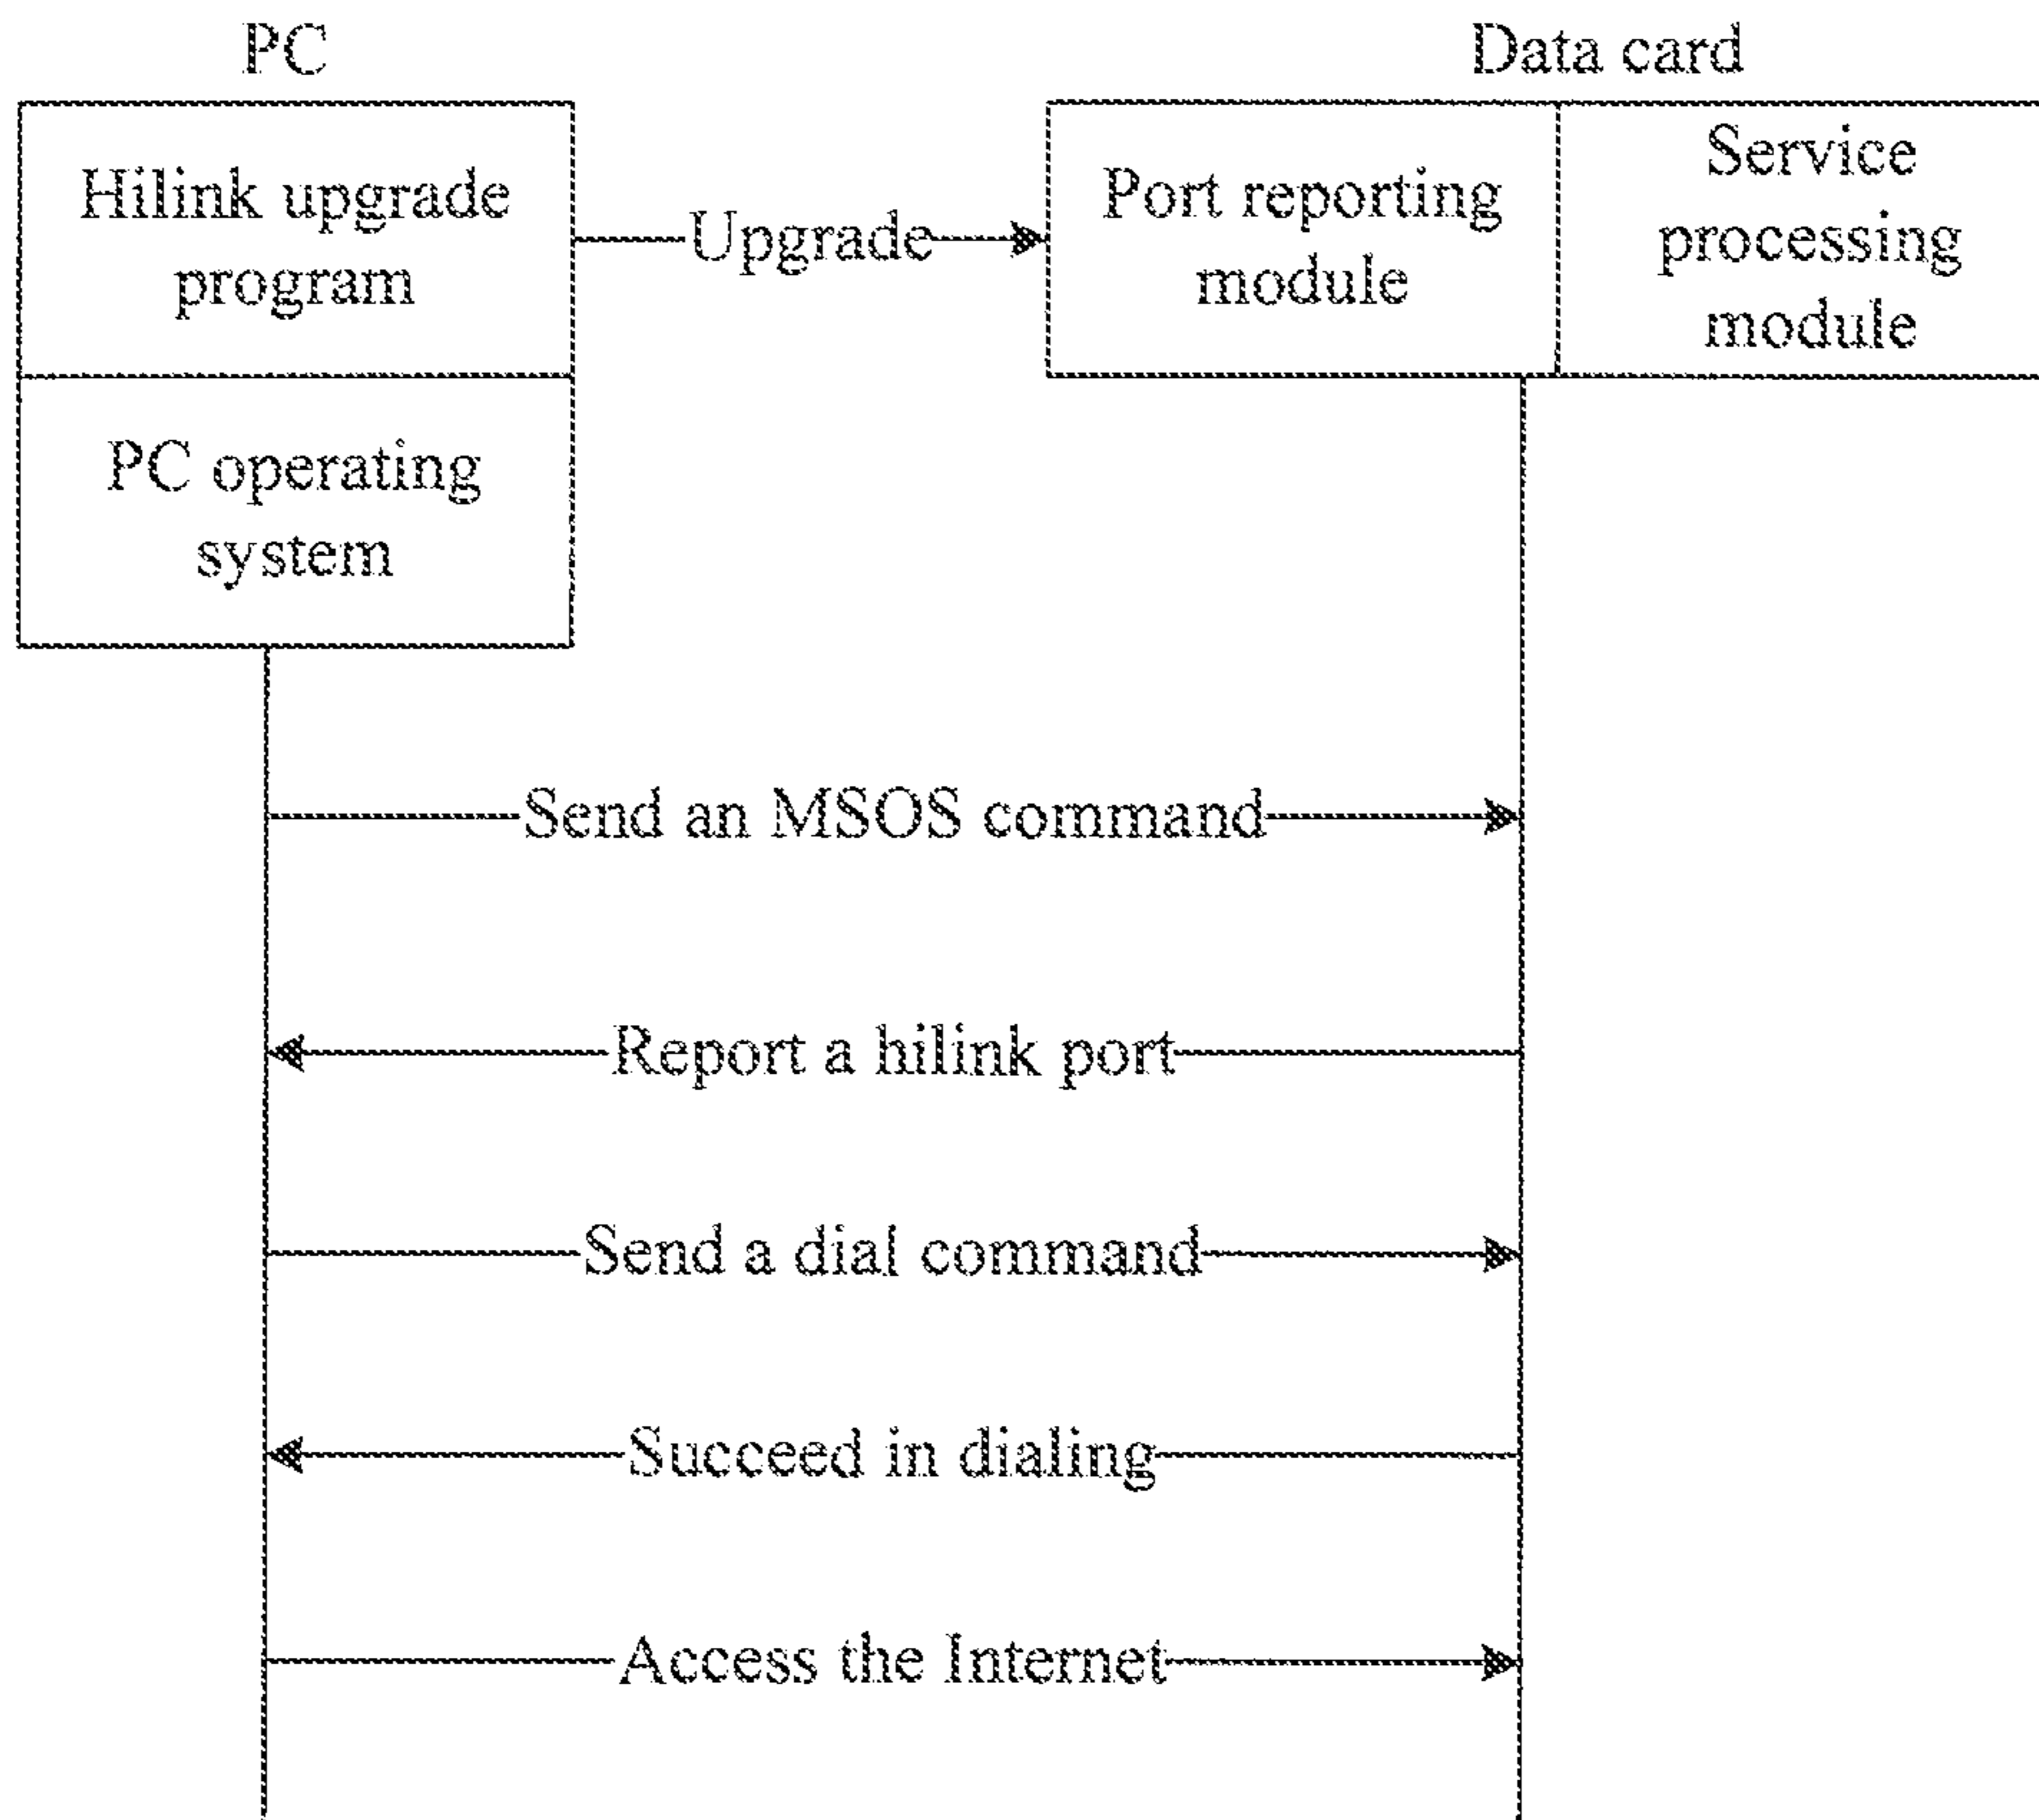 PC
Data card
Hilink upgrade
program
Upgrade
Port reporting
module
Service
processing
module
PC operating
system
Send an MSOS command
Report a hilink port
Send a dial command
Succeed in dialing
Access the Internet